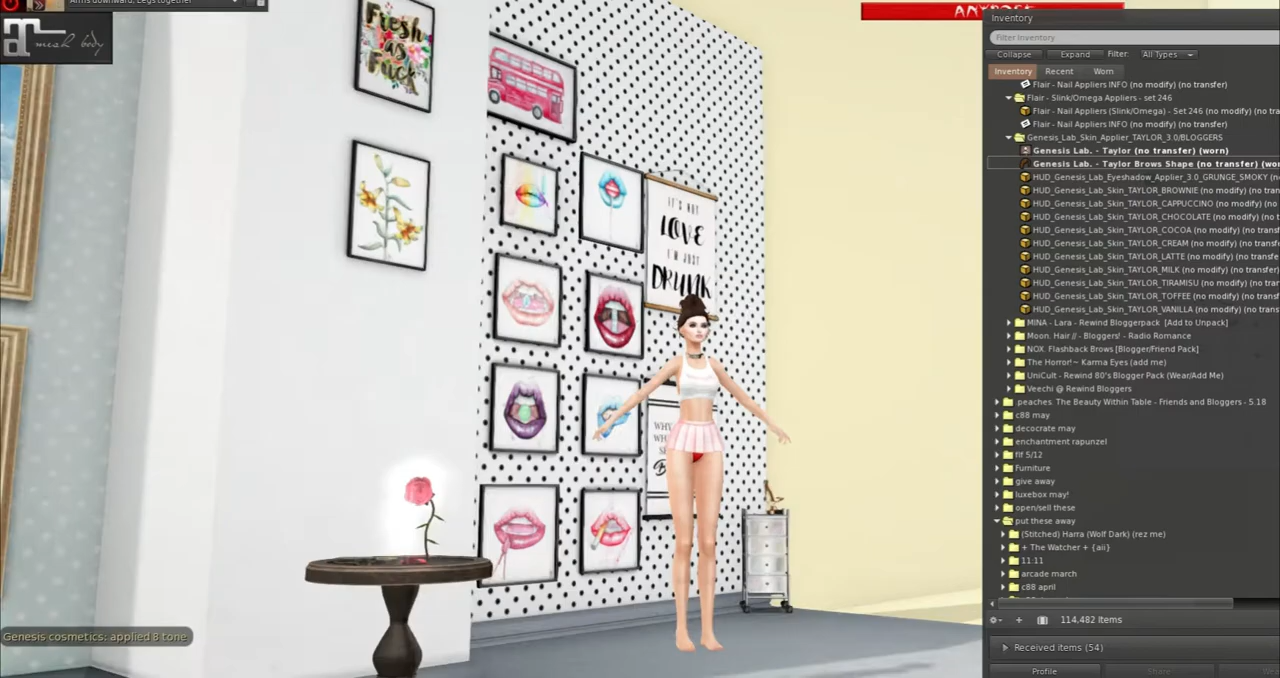 Arms downward, Legs together
mesh body
Fresh
as
Fuck
IT'S NOT
LOVE
I'M JUST
DRUNK
WHY
Genesis cosmetics: applied 8 tone
ANYPOSE
Inventory
Filter Inventory
Collapse Expand Filter: All Types
Inventory Recent Worn
Flair - Nail Appliers INFO (no modify) (no transfer)
Flair - Slink/Omega Appliers - set 246
Flair - Nail Appliers (Slink/Omega) - Set 246 (no modify) (no transfer)
Flair - Nail Appliers INFO (no modify) (no transfer)
Genesis_Lab_Skin_Applier_TAYLOR_3.0/BLOGGERS
Genesis Lab. - Taylor (no transfer) (worn)
Genesis Lab. - Taylor Brows Shape (no transfer) (wor
HUD_Genesis_Lab_Eyeshadow_Applier_3.0_GRUNGE_SMOKY (n
HUD_Genesis_Lab_Skin_TAYLOR_BROWNIE (no modify) (no tran
HUD_Genesis_Lab_Skin_TAYLOR_CAPPUCCINO (no modify) (no
HUD_Genesis_Lab_Skin_TAYLOR_CHOCOLATE (no modify) (no t
HUD_Genesis_Lab_Skin_TAYLOR_COCOA (no modify) (no transf
HUD_Genesis_Lab_Skin_TAYLOR_CREAM (no modify) (no transf
HUD_Genesis_Lab_Skin_TAYLOR_LATTE (no modify) (no transfe
HUD_Genesis_Lab_Skin_TAYLOR_MILK (no modify) (no transfer)
HUD_Genesis_Lab_Skin_TAYLOR_TIRAMISU (no modify) (no tran
HUD_Genesis_Lab_Skin_TAYLOR_TOFFEE (no modify) (no transf
HUD_Genesis_Lab_Skin_TAYLOR_VANILLA (no modify) (no trans
MINA - Lara - Rewind Bloggerpack [Add to Unpack]
Moon. Hair // - Bloggers! - Radio Romance
NOX. Flashback Brows [Blogger/Friend Pack]
The Horror!~ Karma Eyes (add me)
UniCult - Rewind 80's Blogger Pack (Wear/Add Me)
Veechi @ Rewind Bloggers
.peaches. The Beauty Within Table - Friends and Bloggers - 5.18
c88 may
decocrate may
enchantment rapunzel
flf 5/12
Furniture
give away
luxebox may!
open/sell these
put these away
(Stitched) Harra (Wolf Dark) (rez me)
+ The Watcher + {aii}
11:11
arcade march
c88 april
114,482 Items
Received items (54)
Profile Share Wea